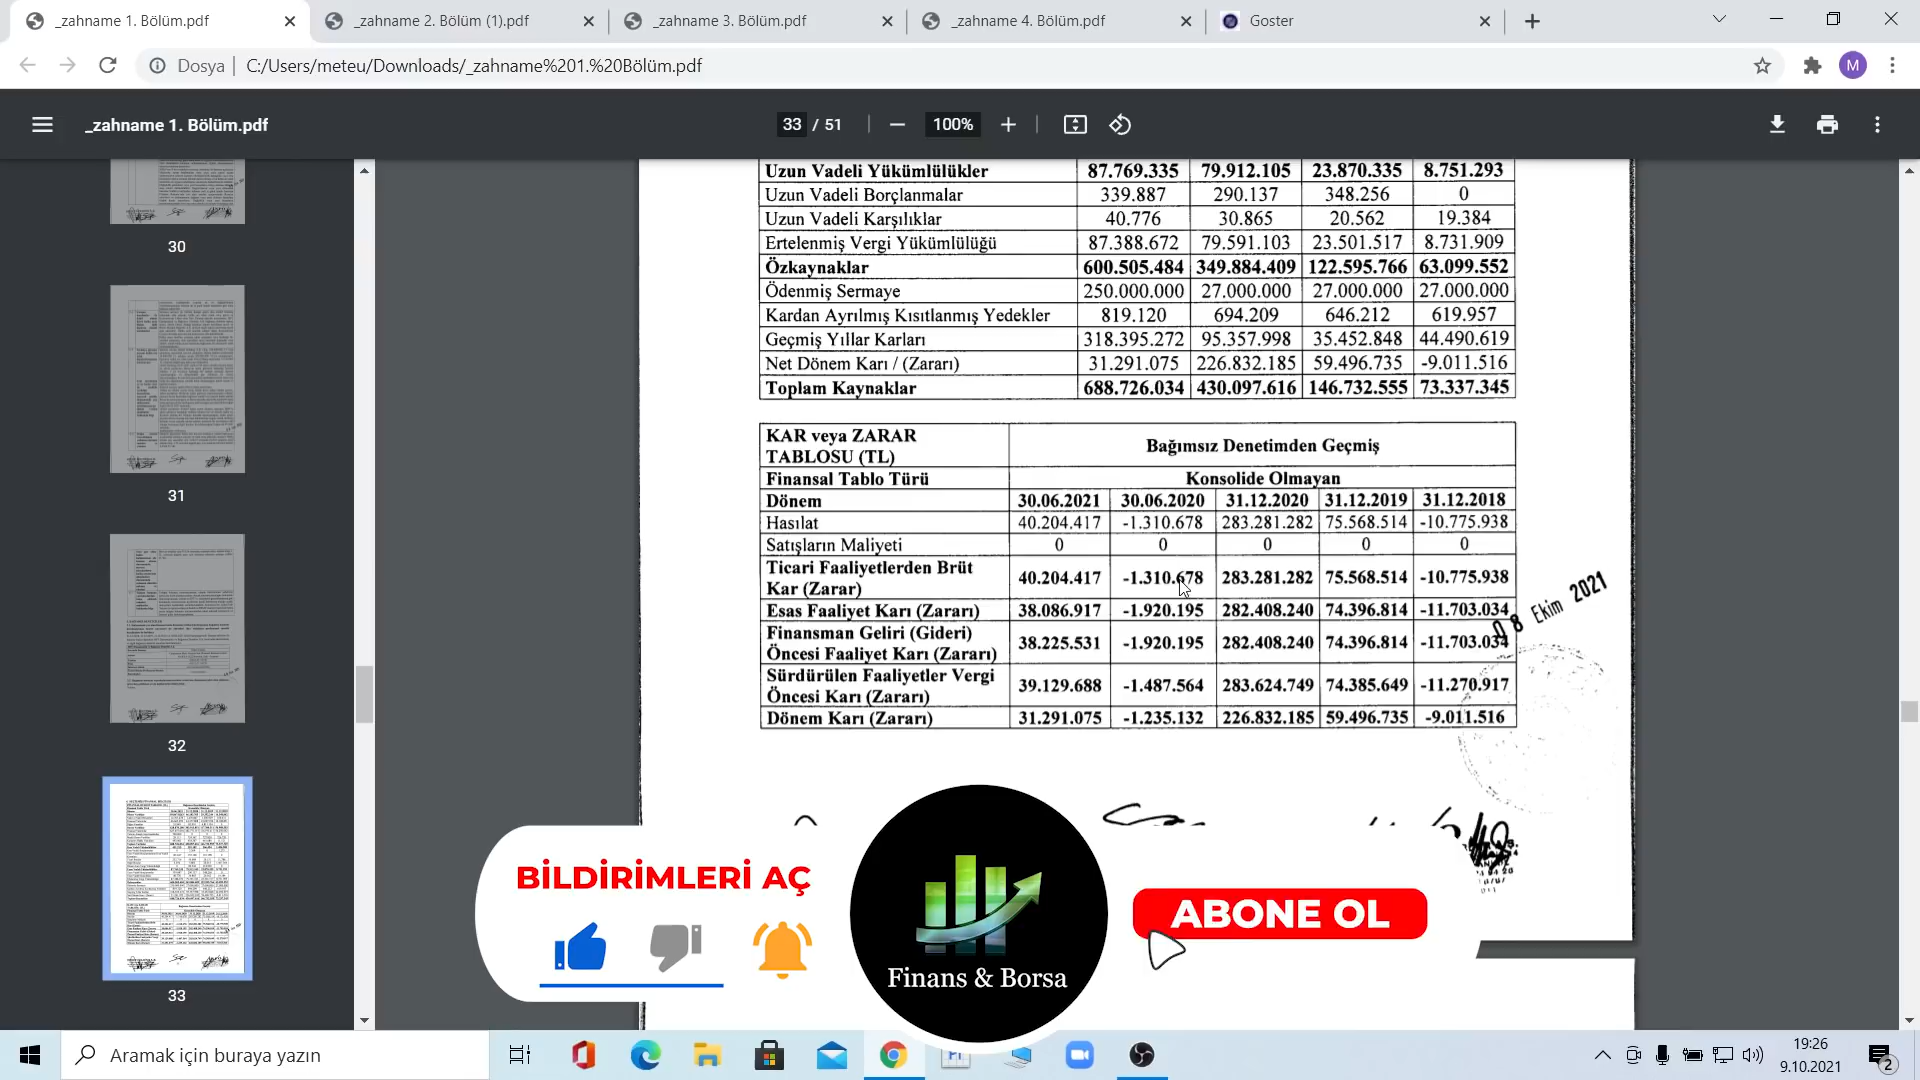 _zahname 1. Bölüm.pdf
_zahname 2. Bölüm (1).pdf
_zahname 3. Bölüm.pdf
_zahname 4. Bölüm.pdf
Goster
Dosya
C:/Users/meteu/Downloads/_zahname%201.%20Bölüm.pdf
M
_zahname 1. Bölüm.pdf
33 / 51
100%
30
31
32
33
Uzun Vadeli Yükümlülükler 87.769.335 79.912.105 23.870.335 8.751.293
Uzun Vadeli Borçlanmalar 339.887 290.137 348.256 0
Uzun Vadeli Karşılıklar 40.776 30.865 20.562 19.384
Ertelenmiş Vergi Yükümlülüğü 87.388.672 79.591.103 23.501.517 8.731.909
Özkaynaklar 600.505.484 349.884.409 122.595.766 63.099.552
Ödenmiş Sermaye 250.000.000 27.000.000 27.000.000 27.000.000
Kardan Ayrılmış Kısıtlanmış Yedekler 819.120 694.209 646.212 619.957
Geçmiş Yıllar Karları 318.395.272 95.357.998 35.452.848 44.490.619
Net Dönem Karı / (Zararı) 31.291.075 226.832.185 59.496.735 -9.011.516
Toplam Kaynaklar 688.726.034 430.097.616 146.732.555 73.337.345
KAR veya ZARAR
TABLOSU (TL)
Bağımsız Denetimden Geçmiş
Finansal Tablo Türü Konsolide Olmayan
Dönem 30.06.2021 30.06.2020 31.12.2020 31.12.2019 31.12.2018
Hasılat 40.204.417 -1.310.678 283.281.282 75.568.514 -10.775.938
Satışların Maliyeti 0 0 0 0 0
Ticari Faaliyetlerden Brüt
Kar (Zarar)
40.204.417 -1.310.678 283.281.282 75.568.514 -10.775.938
Esas Faaliyet Karı (Zararı) 38.086.917 -1.920.195 282.408.240 74.396.814 -11.703.034
Finansman Geliri (Gideri)
Öncesi Faaliyet Karı (Zararı)
38.225.531 -1.920.195 282.408.240 74.396.814 -11.703.034
Sürdürülen Faaliyetler Vergi
Öncesi Karı (Zararı)
39.129.688 -1.487.564 283.624.749 74.385.649 -11.270.917
Dönem Karı (Zararı) 31.291.075 -1.235.132 226.832.185 59.496.735 -9.011.516
08 Ekim 2021
BİLDİRİMLERİ AÇ
Finans & Borsa
ABONE OL
Aramak için buraya yazın
19:26
9.10.2021
2